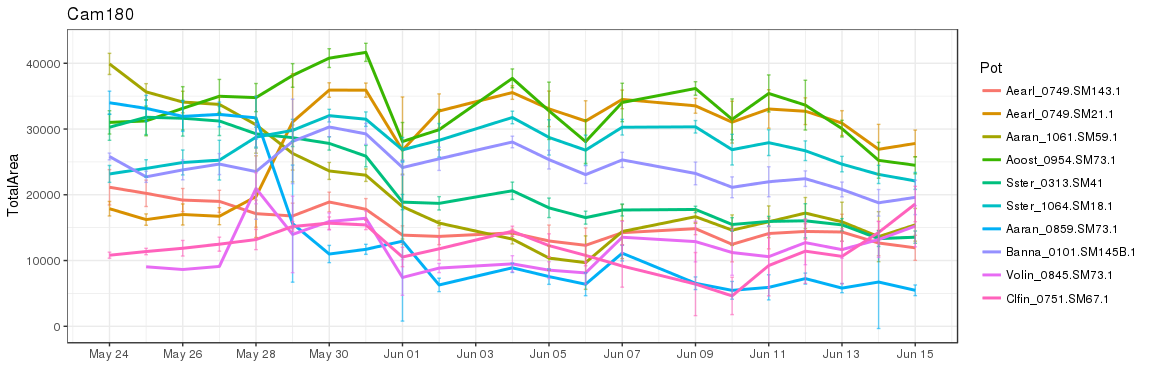 Cam180
TotalArea
40000
30000
20000
10000
0
May 24
May 26
May 28
May 30
Jun 01
Jun 03
Jun 05
Jun 07
Jun 09
Jun 11
Jun 13
Jun 15
Pot
Aearl_0749.SM143.1
Aearl_0749.SM21.1
Aaran_1061.SM59.1
Aoost_0954.SM73.1
Sster_0313.SM41
Sster_1064.SM18.1
Aaran_0859.SM73.1
Banna_0101.SM145B.1
Volin_0845.SM73.1
Clfin_0751.SM67.1